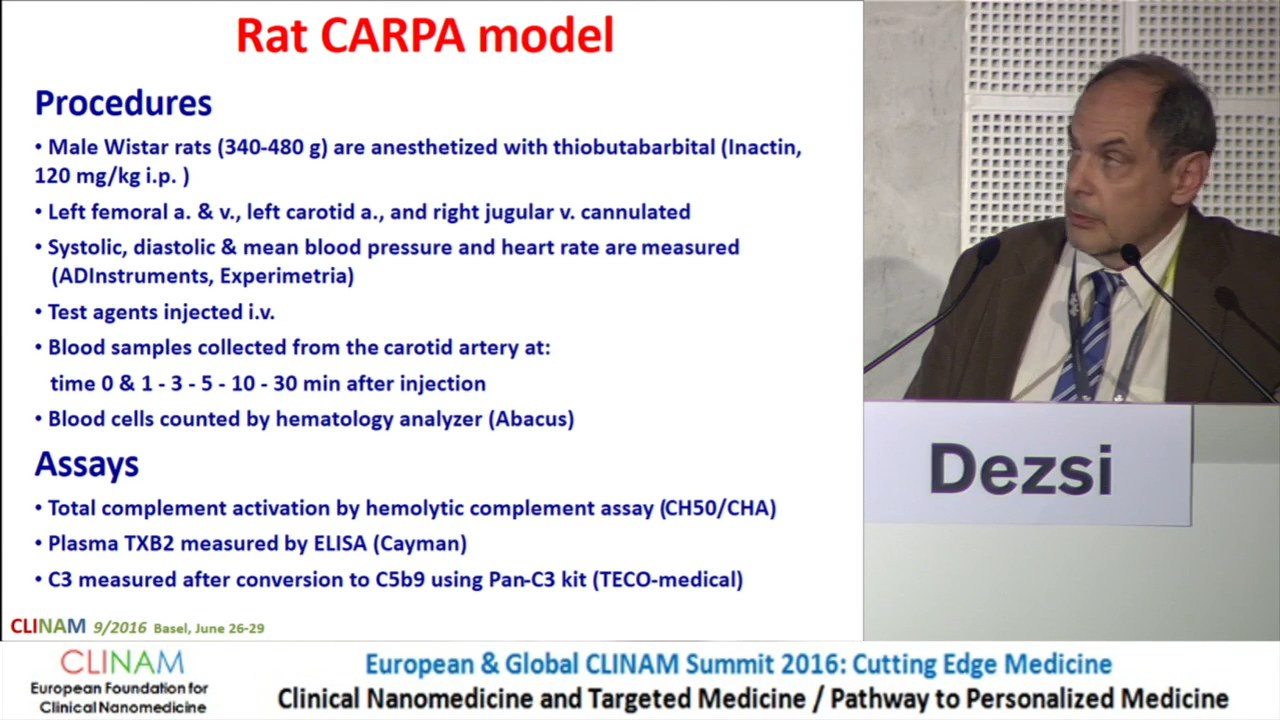 Rat CARPA model
Procedures
• Male Wistar rats (340-480 g) are anesthetized with thiobutabarbital (Inactin,
120 mg/kg i.p. )
• Left femoral a. & v., left carotid a., and right jugular v. cannulated
• Systolic, diastolic & mean blood pressure and heart rate are measured
(ADInstruments, Experimetria)
• Test agents injected i.v.
• Blood samples collected from the carotid artery at:
time 0 & 1 - 3 - 5 - 10 - 30 min after injection
• Blood cells counted by hematology analyzer (Abacus)
Assays
• Total complement activation by hemolytic complement assay (CH50/CHA)
• Plasma TXB2 measured by ELISA (Cayman)
• C3 measured after conversion to C5b9 using Pan-C3 kit (TECO-medical)
CLINAM 9/2016 Basel, June 26-29
Dezsi
CLINAM
European Foundation for
Clinical Nanomedicine
European & Global CLINAM Summit 2016: Cutting Edge Medicine
Clinical Nanomedicine and Targeted Medicine / Pathway to Personalized Medicine